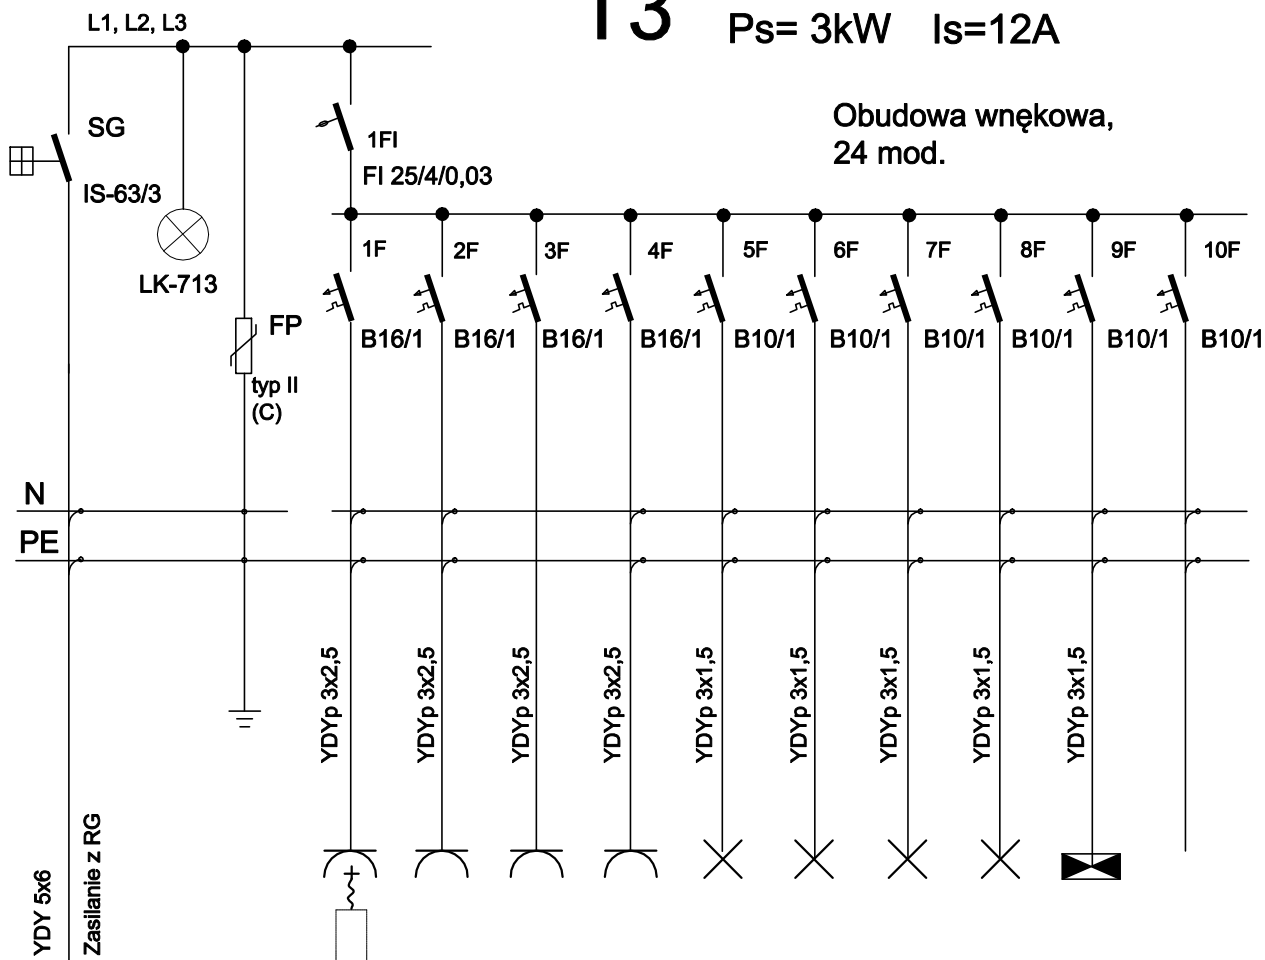 T3 Ps= 3kW Is=12A
L1, L2, L3
Obudowa wnękowa,
24 mod.
SG
IS-63/3
1FI
FI 25/4/0,03
LK-713
1F 2F 3F 4F 5F 6F 7F 8F 9F 10F
FP
B16/1 B16/1 B16/1 B16/1 B10/1 B10/1 B10/1 B10/1 B10/1 B10/1
typ II
(C)
N
PE
YDYp 3x2,5
YDYp 3x2,5
YDYp 3x2,5
YDYp 3x2,5
YDYp 3x1,5
YDYp 3x1,5
YDYp 3x1,5
YDYp 3x1,5
YDYp 3x1,5
YDY 5x6
Zasilanie z RG